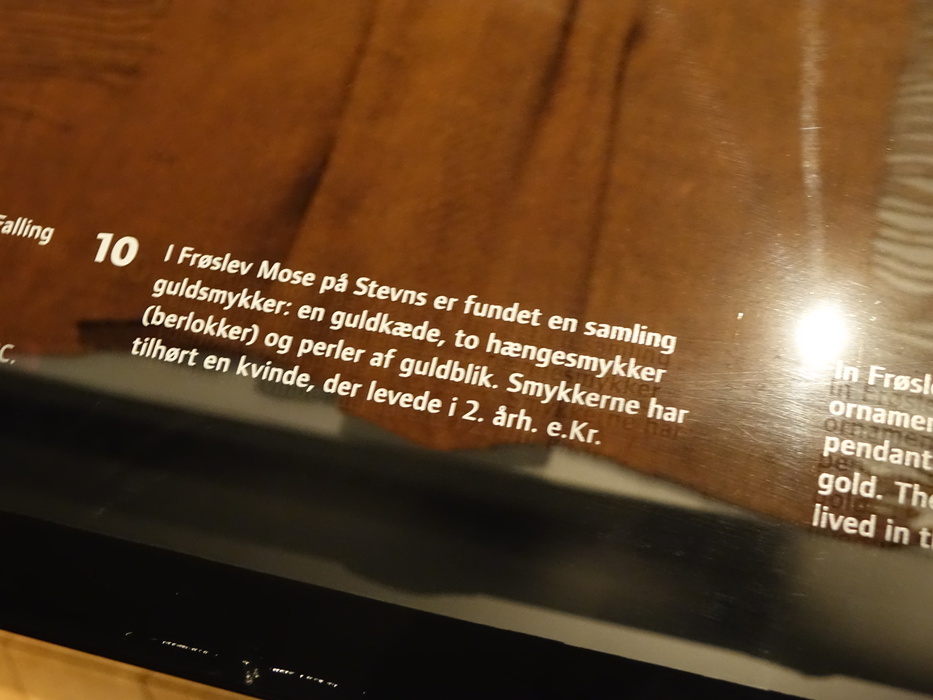 Falling
C.
10 I Frøslev Mose på Stevns er fundet en samling
guldsmykker: en guldkæde, to hængesmykker
(berlokker) og perler af guldblik. Smykkerne har
tilhørt en kvinde, der levede i 2. årh. e.Kr.
In Frøsl
ornamen
pendant
gold. The
lived in t